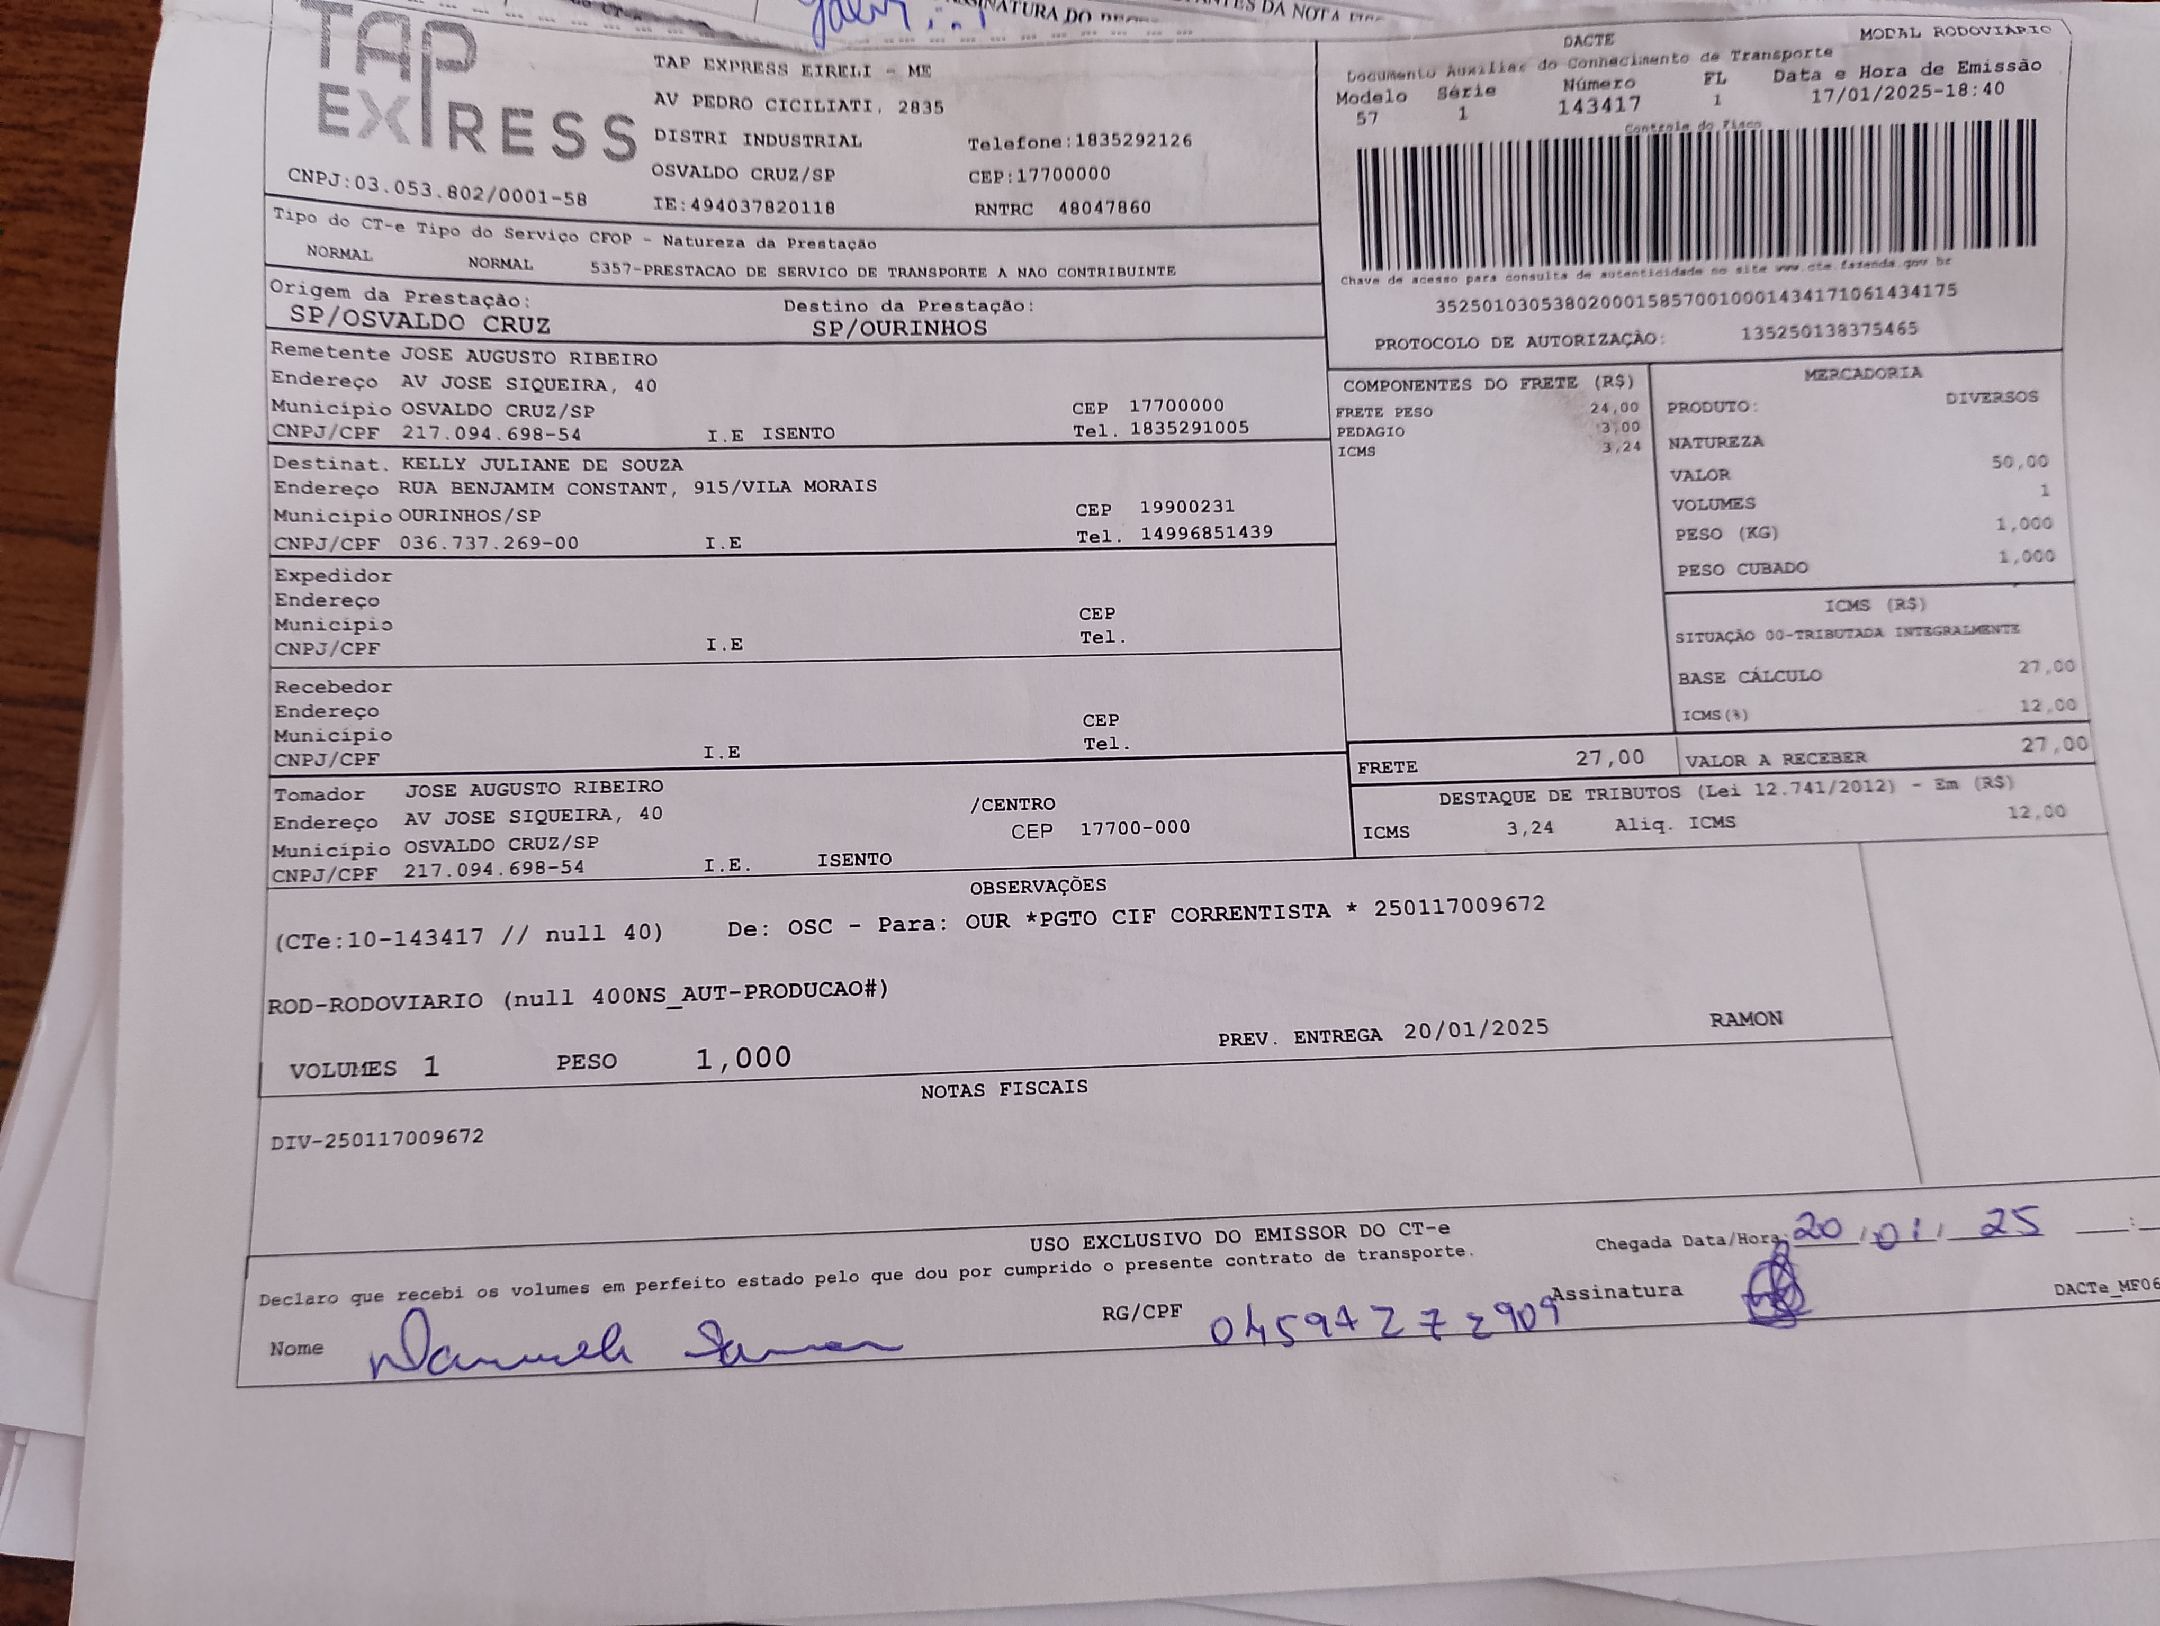 TAP
EXPRESS
CNPJ:03.053.802/0001-58
TAP EXPRESS EIRELI - ME
AV PEDRO CICILIATI, 2835
DISTRI INDUSTRIAL Telefone:1835292126
OSVALDO CRUZ/SP CEP:17700000
IE:494037820118 RNTRC 48047860
DACTE MODAL RODOVIÁRIO
Documento Auxiliar do Conhecimento de Transporte
Modelo Série Número FL Data e Hora de Emissão
57 1 143417 1 17/01/2025-18:40
Controle do Fisco
Chave de acesso para consulta de autenticidade no site www.cte.fazenda.gov.br
35250103053802000158570010001434171061434175
PROTOCOLO DE AUTORIZAÇÃO: 135250138375465
Tipo do CT-e Tipo do Serviço CFOP - Natureza da Prestação
NORMAL NORMAL 5357-PRESTACAO DE SERVICO DE TRANSPORTE A NAO CONTRIBUINTE
Origem da Prestação: Destino da Prestação:
SP/OSVALDO CRUZ SP/OURINHOS
Remetente JOSE AUGUSTO RIBEIRO
Endereço AV JOSE SIQUEIRA, 40
Município OSVALDO CRUZ/SP CEP 17700000
CNPJ/CPF 217.094.698-54 I.E ISENTO Tel. 1835291005
Destinat. KELLY JULIANE DE SOUZA
Endereço RUA BENJAMIM CONSTANT, 915/VILA MORAIS
Município OURINHOS/SP CEP 19900231
CNPJ/CPF 036.737.269-00 I.E Tel. 14996851439
Expedidor
Endereço
Município CEP
CNPJ/CPF I.E Tel.
Recebedor
Endereço
Município CEP
CNPJ/CPF I.E Tel.
Tomador JOSE AUGUSTO RIBEIRO
Endereço AV JOSE SIQUEIRA, 40 /CENTRO
Município OSVALDO CRUZ/SP CEP 17700-000
CNPJ/CPF 217.094.698-54 I.E. ISENTO
COMPONENTES DO FRETE (R$)
FRETE PESO 24,00
PEDAGIO 3,00
ICMS 3,24
MERCADORIA
PRODUTO: DIVERSOS
NATUREZA
VALOR 50,00
VOLUMES 1
PESO (KG) 1,000
PESO CUBADO 1,000
ICMS (R$)
SITUAÇÃO 00-TRIBUTADA INTEGRALMENTE
BASE CÁLCULO 27,00
ICMS(%) 12,00
FRETE 27,00 VALOR A RECEBER 27,00
DESTAQUE DE TRIBUTOS (Lei 12.741/2012) - Em (R$)
ICMS 3,24 Aliq. ICMS 12,00
OBSERVAÇÕES
(CTe:10-143417 // null 40) De: OSC - Para: OUR *PGTO CIF CORRENTISTA * 250117009672
ROD-RODOVIARIO (null 400NS_AUT-PRODUCAO#)
VOLUMES 1 PESO 1,000 PREV. ENTREGA 20/01/2025 RAMON
NOTAS FISCAIS
DIV-250117009672
USO EXCLUSIVO DO EMISSOR DO CT-e
Declaro que recebi os volumes em perfeito estado pelo que dou por cumprido o presente contrato de transporte.
Chegada Data/Hora: 20/01/25 __:
Nome RG/CPF 04597272909 Assinatura DACTe_MF06